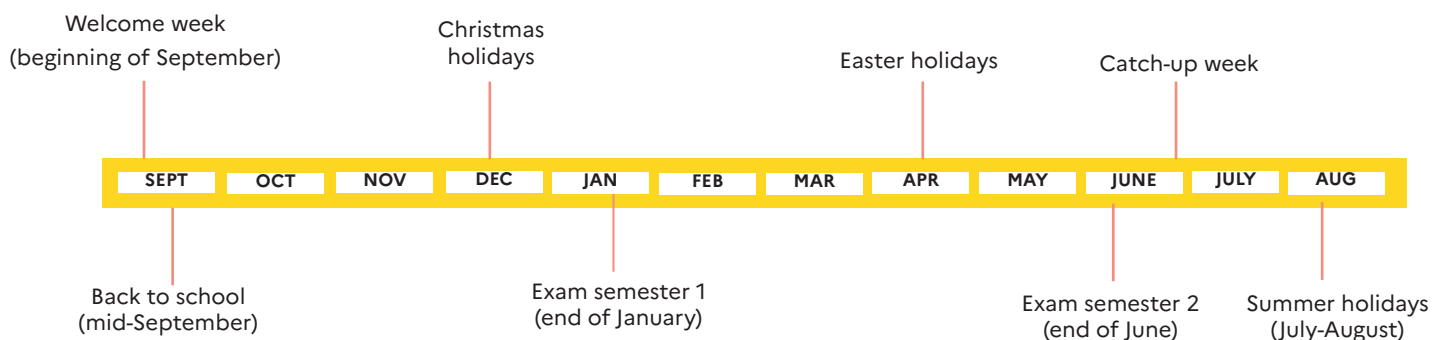 Welcome week
(beginning of September)
Christmas
holidays
Easter holidays
Catch-up week
SEPT
OCT
NOV
DEC
JAN
FEB
MAR
APR
MAY
JUNE
JULY
AUG
Back to school
(mid-September)
Exam semester 1
(end of January)
Exam semester 2
(end of June)
Summer holidays
(July-August)